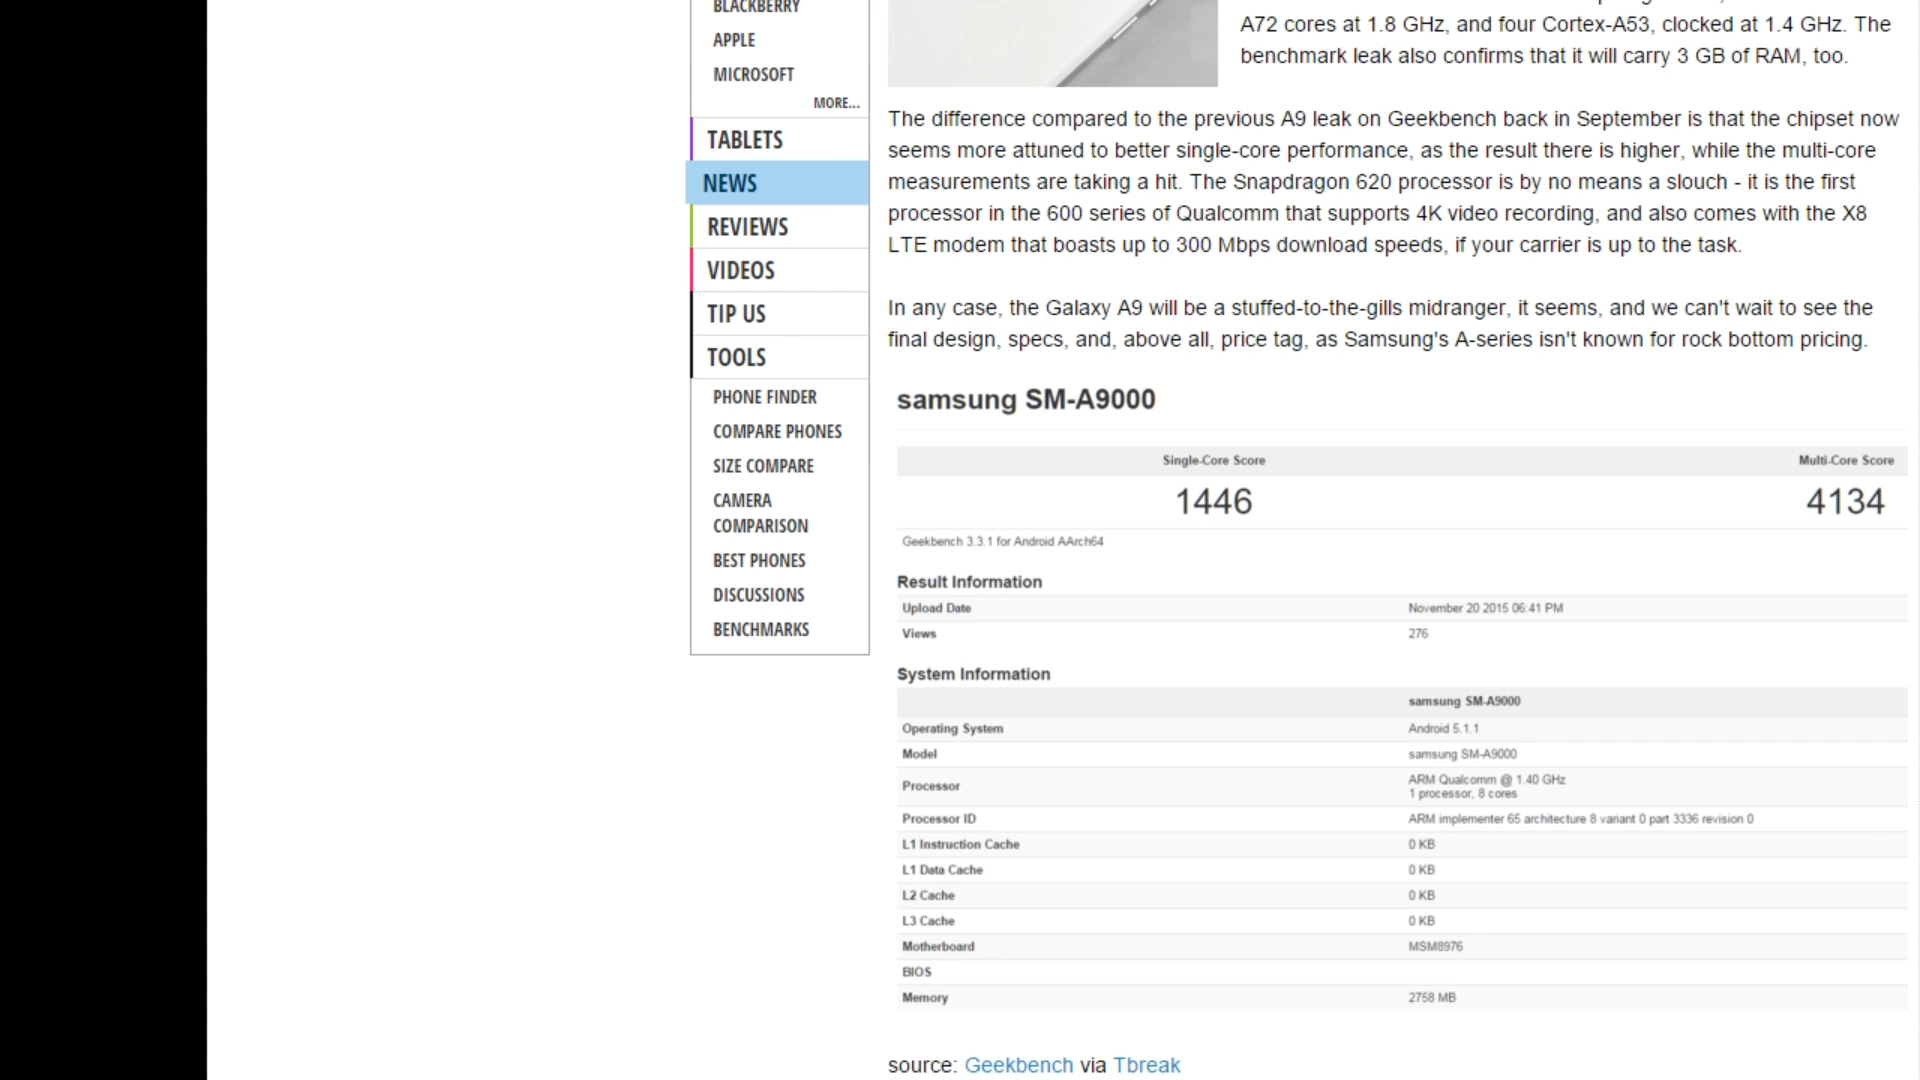 BLACKBERRY
APPLE
MICROSOFT
MORE...
TABLETS
NEWS
REVIEWS
VIDEOS
TIP US
TOOLS
PHONE FINDER
COMPARE PHONES
SIZE COMPARE
CAMERA
COMPARISON
BEST PHONES
DISCUSSIONS
BENCHMARKS
A72 cores at 1.8 GHz, and four Cortex-A53, clocked at 1.4 GHz. The
benchmark leak also confirms that it will carry 3 GB of RAM, too.
The difference compared to the previous A9 leak on Geekbench back in September is that the chipset now
seems more attuned to better single-core performance, as the result there is higher, while the multi-core
measurements are taking a hit. The Snapdragon 620 processor is by no means a slouch - it is the first
processor in the 600 series of Qualcomm that supports 4K video recording, and also comes with the X8
LTE modem that boasts up to 300 Mbps download speeds, if your carrier is up to the task.
In any case, the Galaxy A9 will be a stuffed-to-the-gills midranger, it seems, and we can't wait to see the
final design, specs, and, above all, price tag, as Samsung's A-series isn't known for rock bottom pricing.
samsung SM-A9000
Single-Core Score Multi-Core Score
1446 4134
Geekbench 3.3.1 for Android AArch64
Result Information
Upload Date November 20 2015 06:41 PM
Views 276
System Information
samsung SM-A9000
Operating System Android 5.1.1
Model samsung SM-A9000
Processor ARM Qualcomm @ 1.40 GHz
1 processor, 8 cores
Processor ID ARM implementer 65 architecture 8 variant 0 part 3336 revision 0
L1 Instruction Cache 0 KB
L1 Data Cache 0 KB
L2 Cache 0 KB
L3 Cache 0 KB
Motherboard MSM8976
BIOS
Memory 2758 MB
source: Geekbench via Tbreak